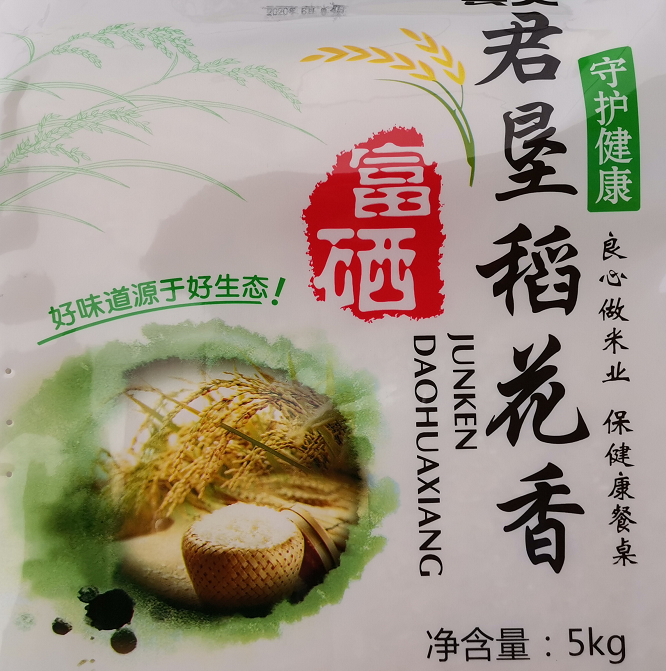 君垦稻花香
守护健康
富硒
良心做米业 保健康餐桌
JUNKEN
DAOHUAXIANG
好味道源于好生态!
净含量:5kg